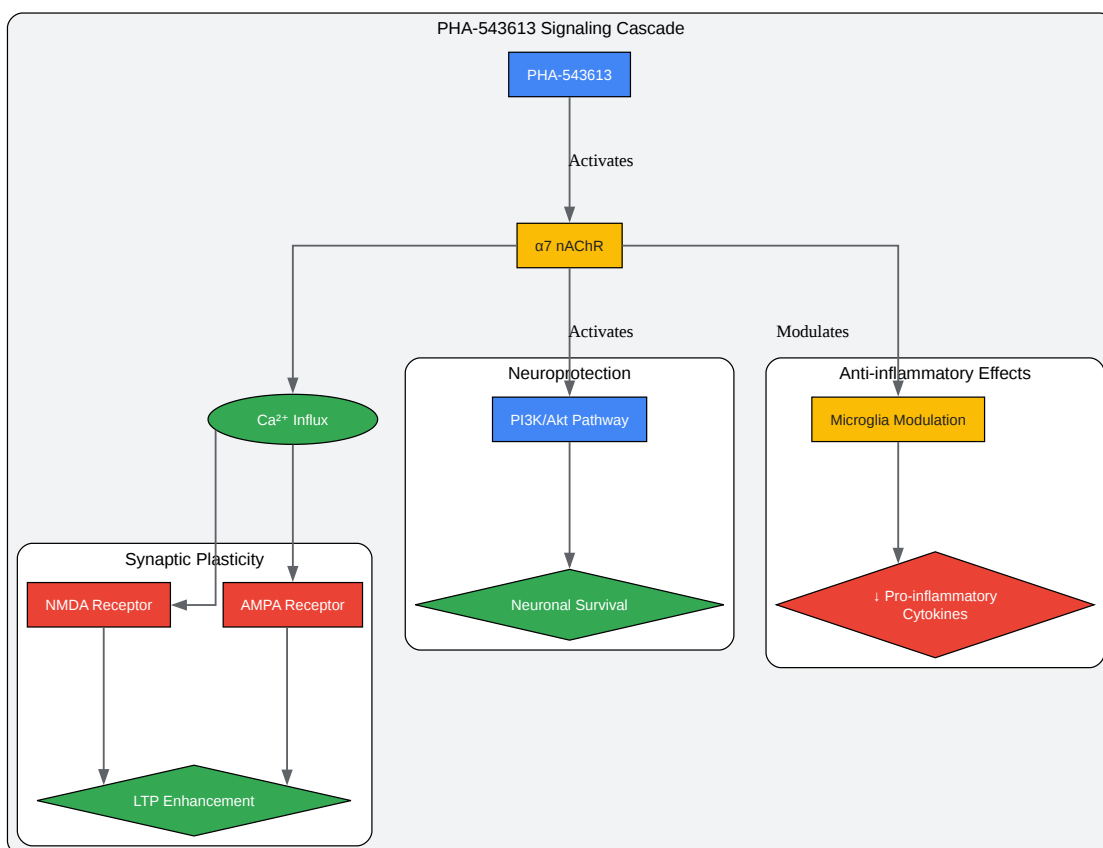 PHA-543613 Signaling Cascade
PHA-543613
Activates
α7 nAChR
Activates
Modulates
Neuroprotection
Anti-inflammatory Effects
Ca²⁺ Influx
PI3K/Akt Pathway
Microglia Modulation
Synaptic Plasticity
NMDA Receptor
AMPA Receptor
Neuronal Survival
↓ Pro-inflammatory
Cytokines
LTP Enhancement